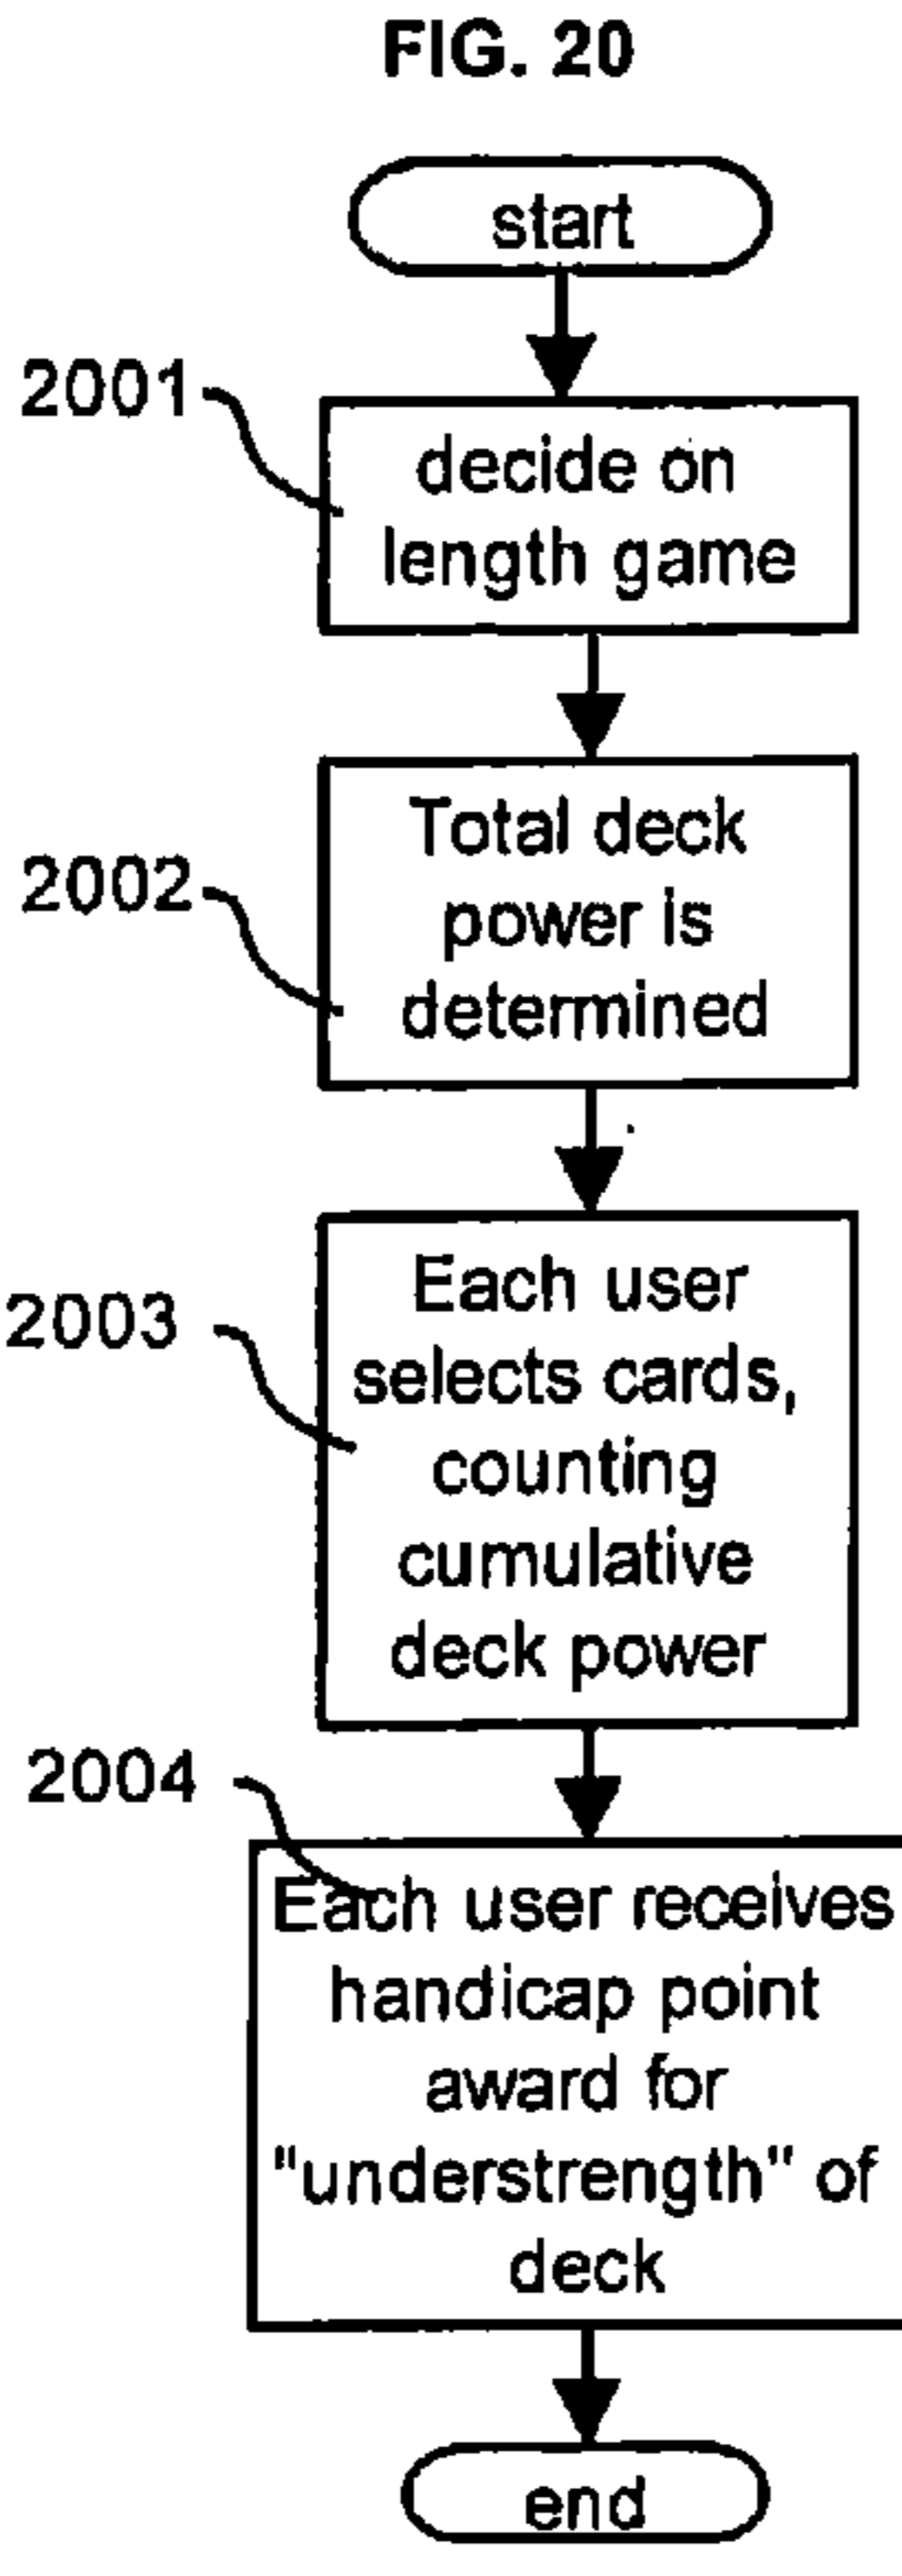 FIG. 20
start
2001
decide on
length game
2002
Total deck
power is
determined
2003
Each user
selects cards,
counting
cumulative
deck power
2004
Each user receives
handicap point
award for
"understrength" of
deck
end